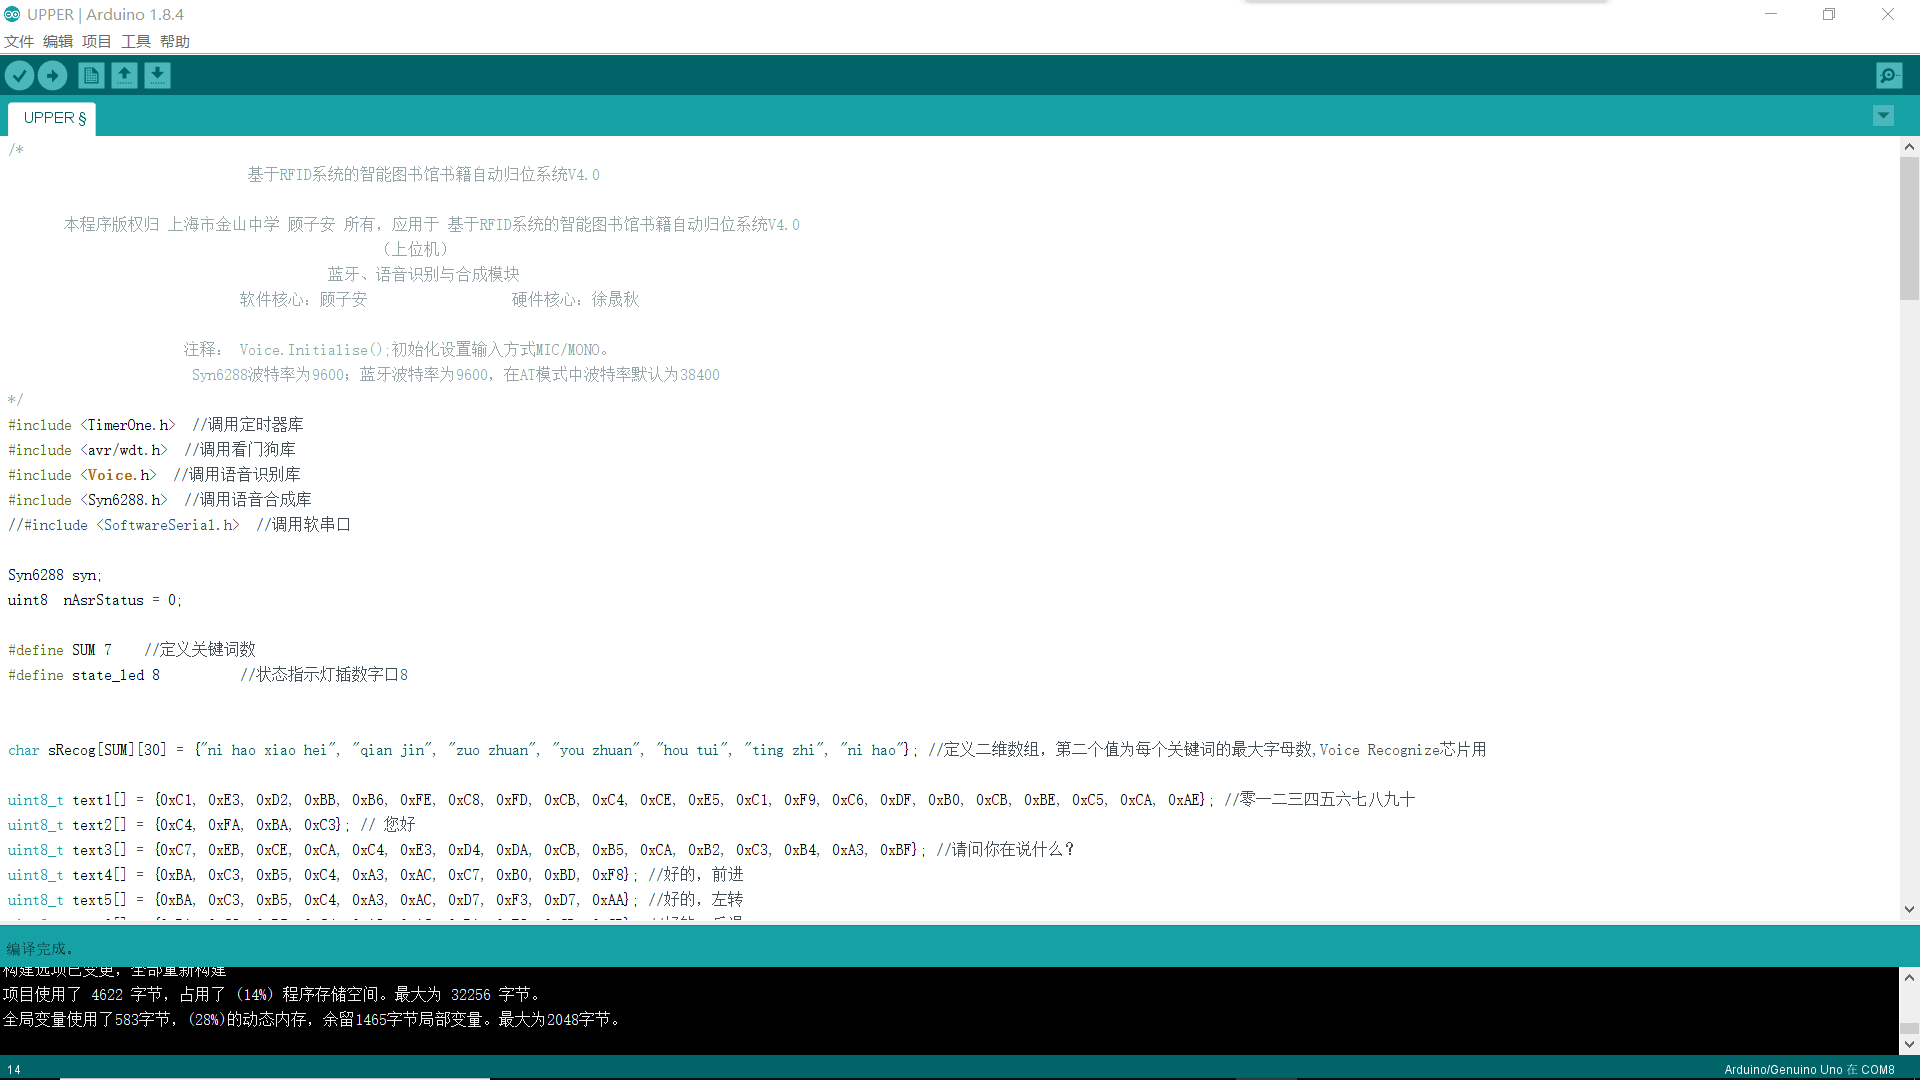 UPPER | Arduino 1.8.4
文件 编辑 项目 工具 帮助
UPPER §
/*
基于RFID系统的智能图书馆书籍自动归位系统V4.0
本程序版权归 上海市金山中学 顾子安 所有，应用于 基于RFID系统的智能图书馆书籍自动归位系统V4.0
（上位机）
蓝牙、语音识别与合成模块
软件核心：顾子安 硬件核心：徐晟秋
注释： Voice.Initialise();初始化设置输入方式MIC/MONO。
Syn6288波特率为9600；蓝牙波特率为9600，在AT模式中波特率默认为38400
*/
#include <TimerOne.h> //调用定时器库
#include <avr/wdt.h> //调用看门狗库
#include <Voice.h> //调用语音识别库
#include <Syn6288.h> //调用语音合成库
//#include <SoftwareSerial.h> //调用软串口
Syn6288 syn;
uint8 nAsrStatus = 0;
#define SUM 7 //定义关键词数
#define state_led 8 //状态指示灯插数字口8
char sRecog[SUM][30] = {"ni hao xiao hei", "qian jin", "zuo zhuan", "you zhuan", "hou tui", "ting zhi", "ni hao"}; //定义二维数组，第二个值为每个关键词的最大字母数,Voice Recognize芯片用
uint8_t text1[] = {0xC1, 0xE3, 0xD2, 0xBB, 0xB6, 0xFE, 0xC8, 0xFD, 0xCB, 0xC4, 0xCE, 0xE5, 0xC1, 0xF9, 0xC6, 0xDF, 0xB0, 0xCB, 0xBE, 0xC5, 0xCA, 0xAE}; //零一二三四五六七八九十
uint8_t text2[] = {0xC4, 0xFA, 0xBA, 0xC3}; // 您好
uint8_t text3[] = {0xC7, 0xEB, 0xCE, 0xCA, 0xC4, 0xE3, 0xD4, 0xDA, 0xCB, 0xB5, 0xCA, 0xB2, 0xC3, 0xB4, 0xA3, 0xBF}; //请问你在说什么？
uint8_t text4[] = {0xBA, 0xC3, 0xB5, 0xC4, 0xA3, 0xAC, 0xC7, 0xB0, 0xBD, 0xF8}; //好的，前进
uint8_t text5[] = {0xBA, 0xC3, 0xB5, 0xC4, 0xA3, 0xAC, 0xD7, 0xF3, 0xD7, 0xAA}; //好的，左转
编译完成。
构建选项已变更，全部重新构建
项目使用了 4622 字节，占用了 (14%) 程序存储空间。最大为 32256 字节。
全局变量使用了583字节，(28%)的动态内存，余留1465字节局部变量。最大为2048字节。
14
Arduino/Genuino Uno 在 COM8